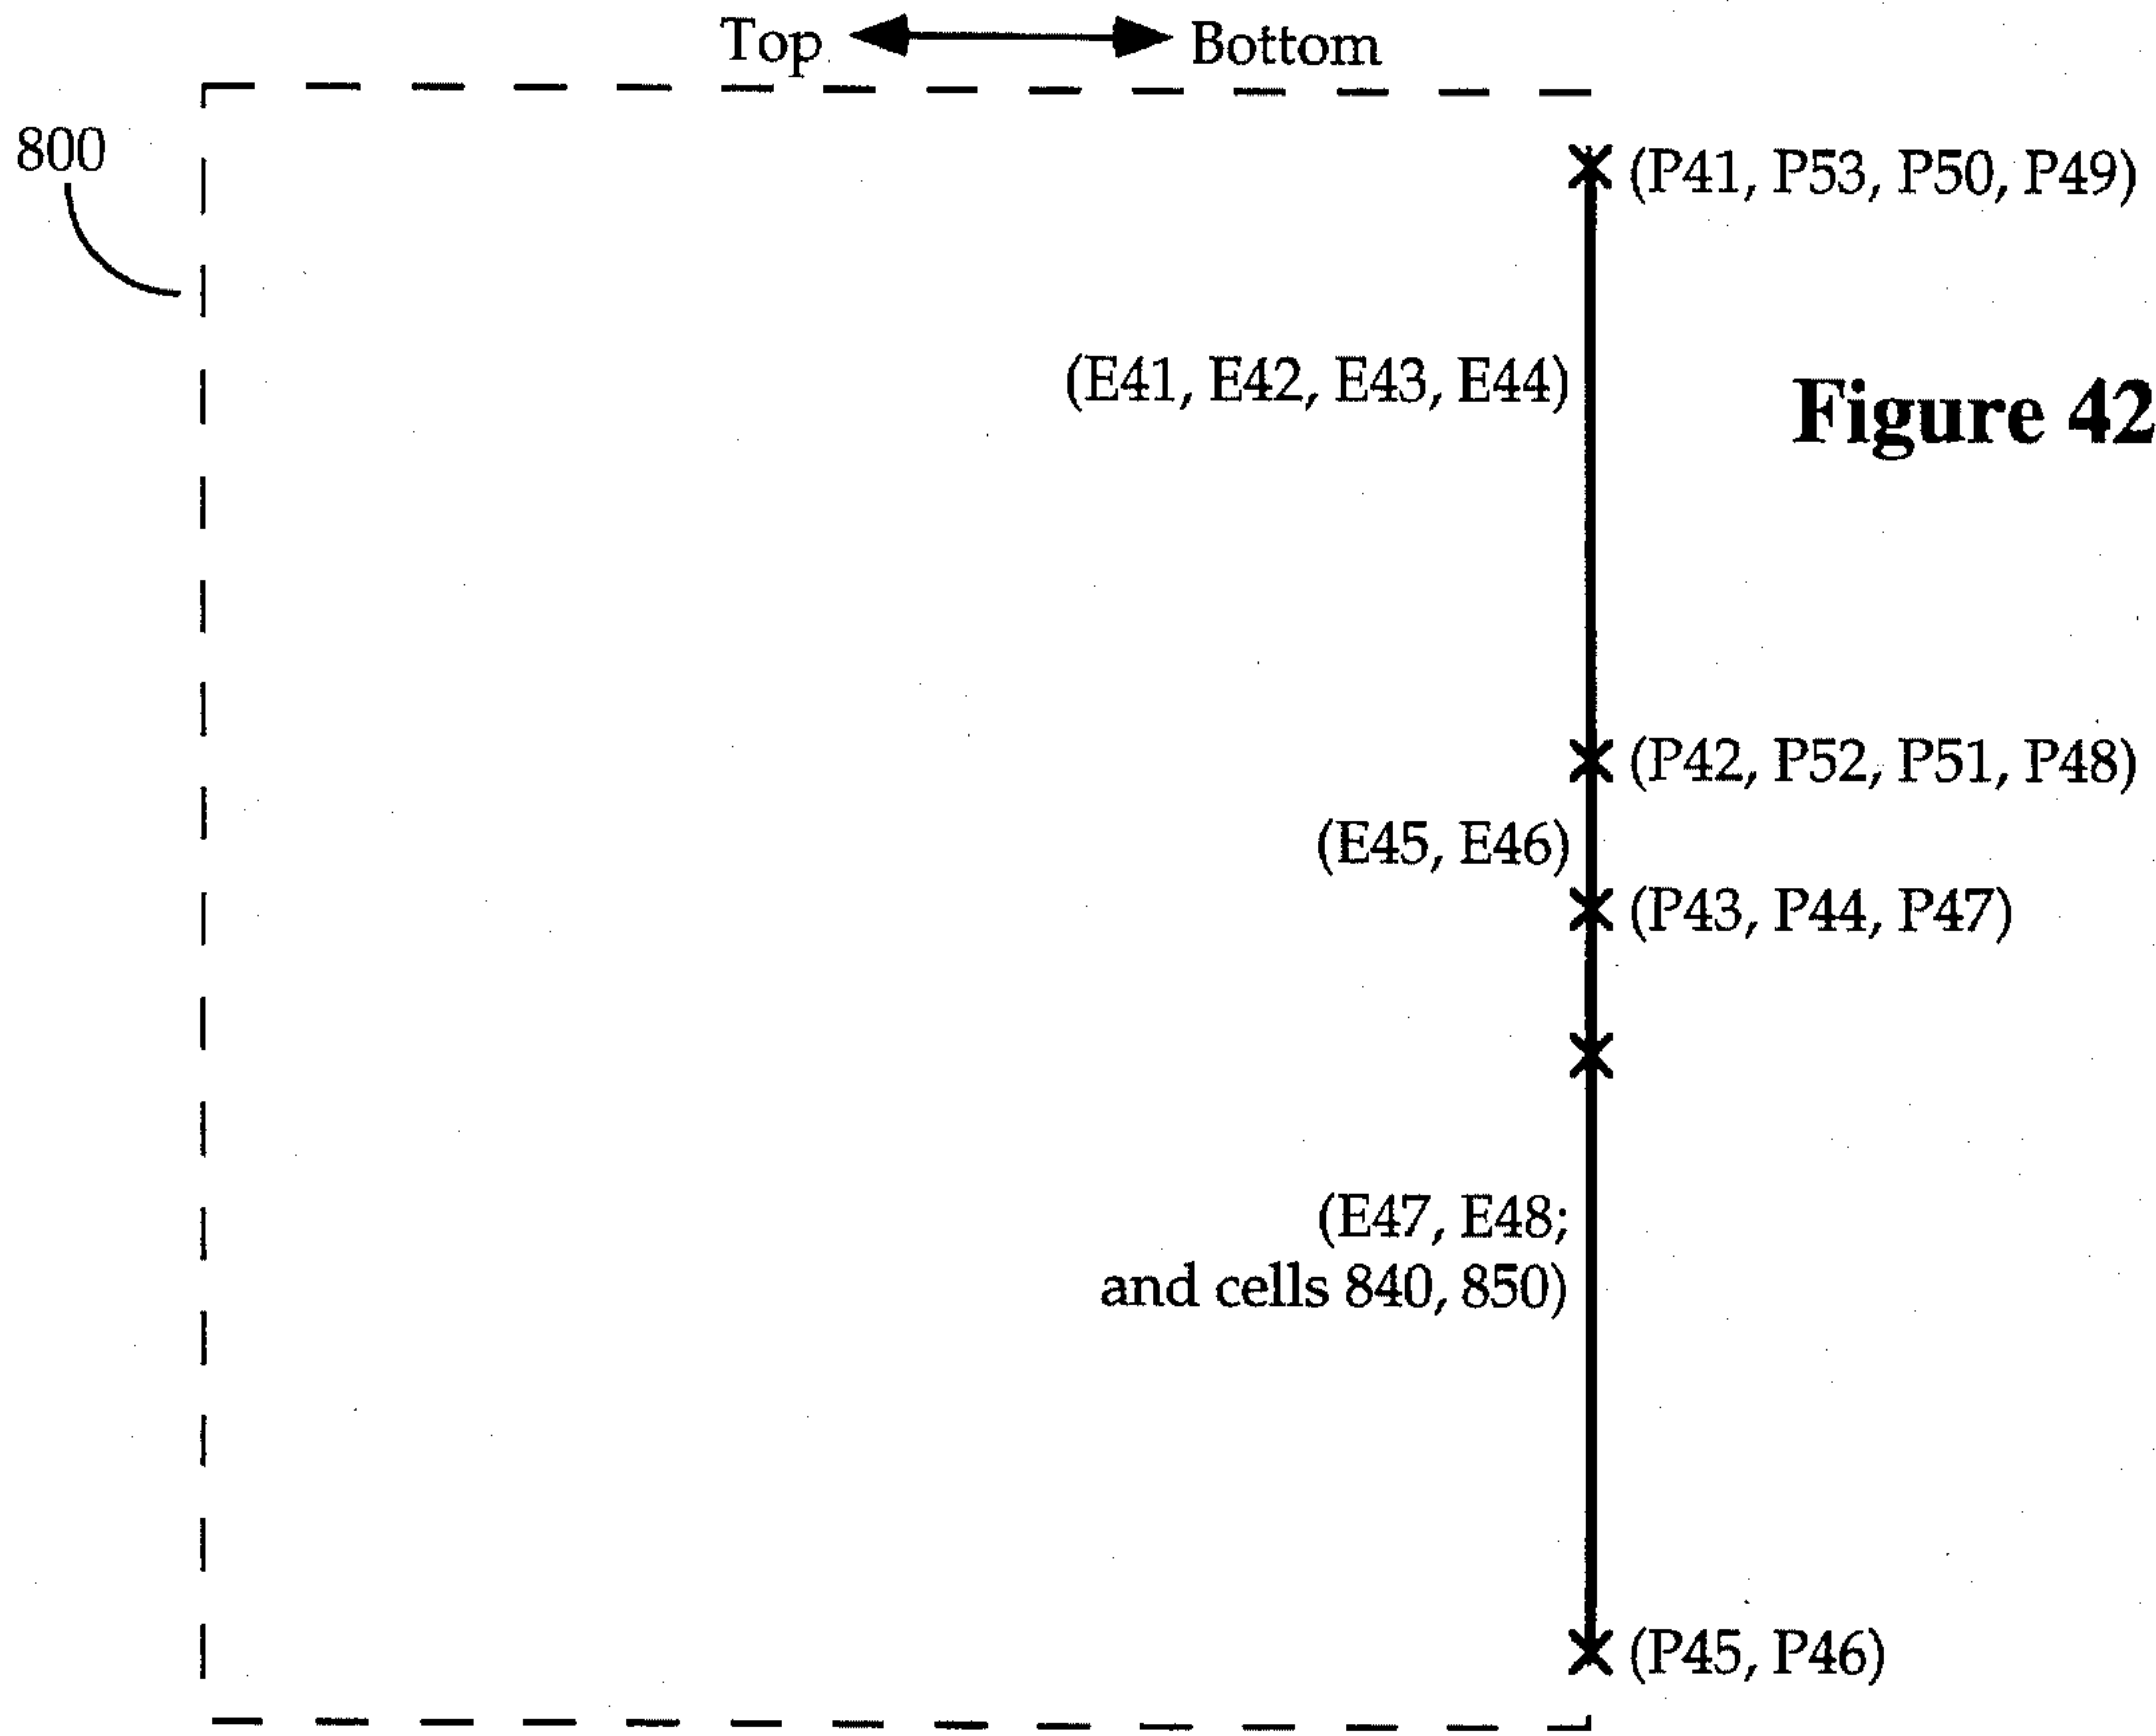 Top Bottom
800
(P41, P53, P50, P49)
(E41, E42, E43, E44)
Figure 42
(P42, P52, P51, P48)
(E45, E46)
(P43, P44, P47)
(E47, E48;
and cells 840, 850)
(P45, P46)